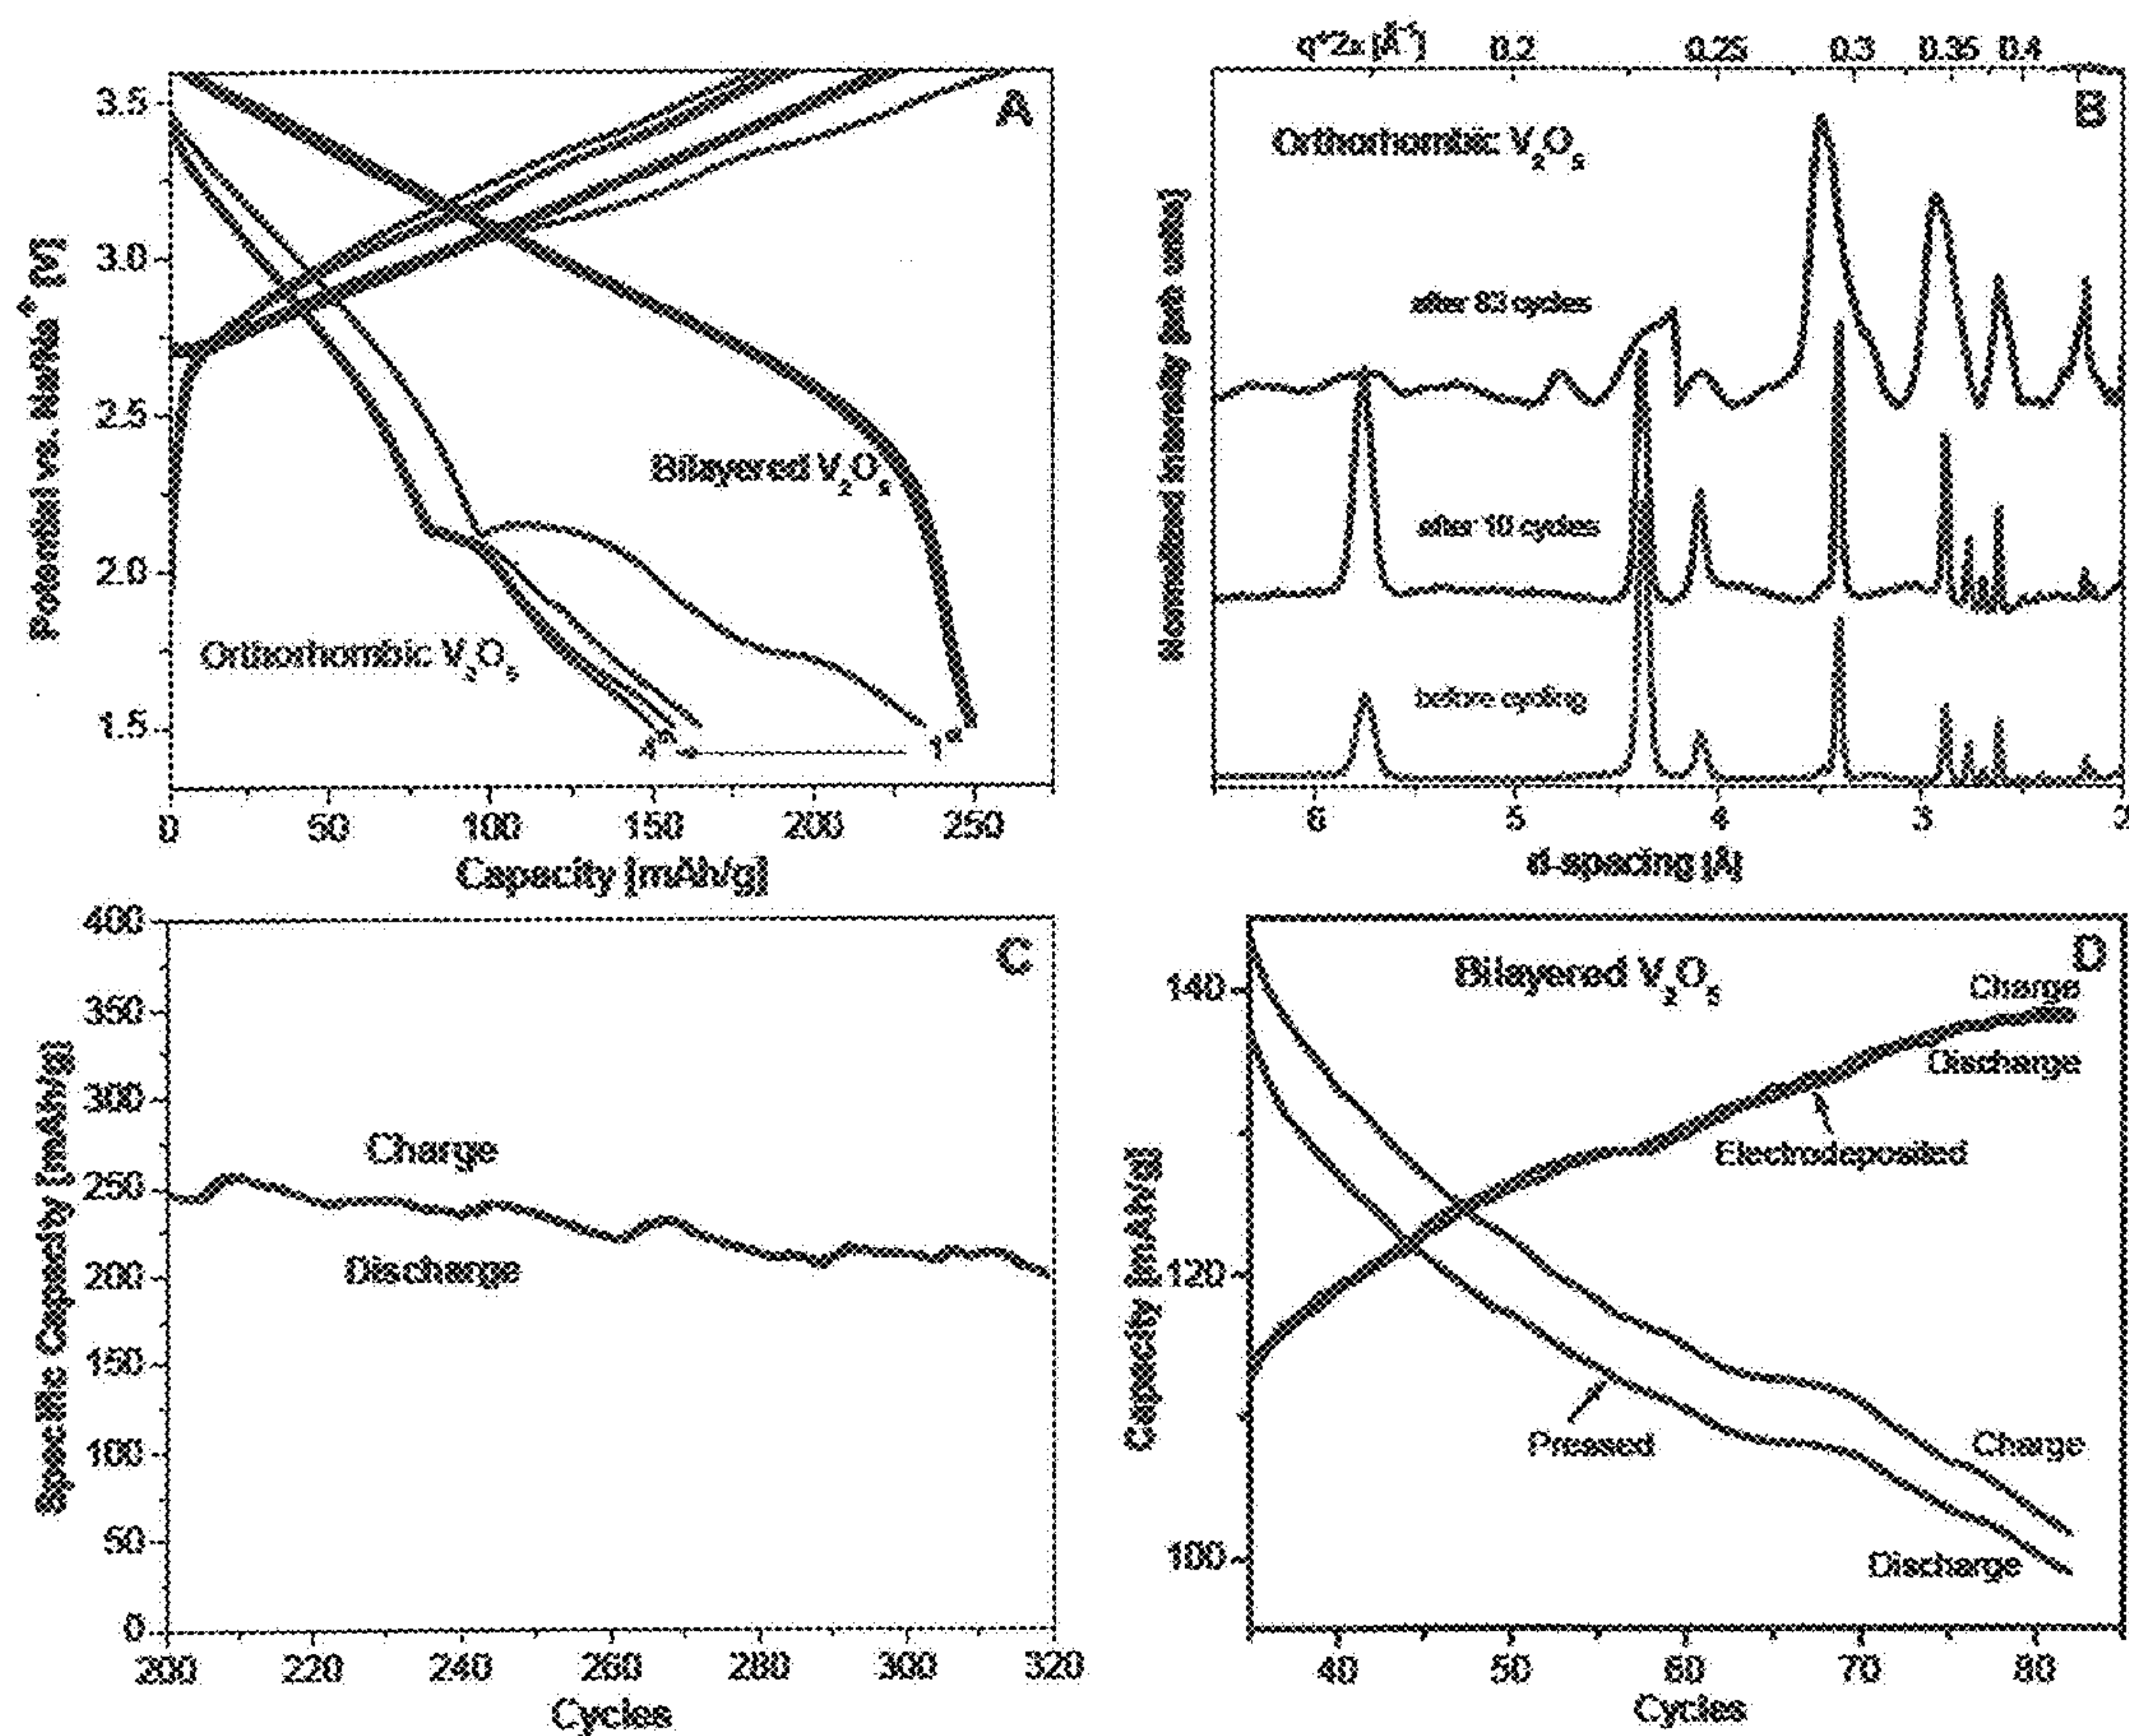 A
Potential vs. Na/Na⁺ [V]
3.5
3.0
2.5
2.0
1.5
Bilayered V₂O₅
Orthorhombic V₂O₅
4ᵗʰ
1ˢᵗ
0 50 100 150 200 250
Capacity [mAh/g]
q*2π [Å⁻¹] 0.2 0.25 0.3 0.35 0.4
B
Normalized intensity [arb units]
Orthorhombic V₂O₅
after 83 cycles
after 10 cycles
before cycling
6 5 4 3
d-spacing [Å]
C
Specific Capacity [mAh/g]
400
350
300
250
200
150
100
50
0
Charge
Discharge
200 220 240 260 280 300 320
Cycles
D
Capacity [mAh/g]
140
120
100
Bilayered V₂O₅
Charge
Discharge
Electrodeposited
Pressed
Charge
Discharge
40 50 60 70 80
Cycles